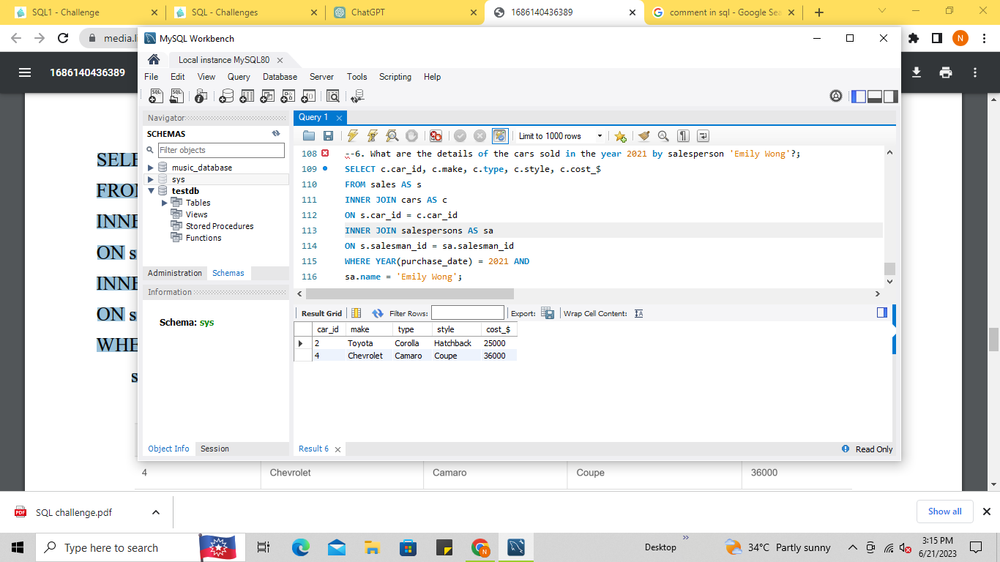 SQL1 - Challenge
SQL - Challenges
ChatGPT
1686140436389
comment in sql - Google Sea
media.l
N
1686140436389
MySQL Workbench
Local instance MySQL80
File Edit View Query Database Server Tools Scripting Help
Navigator
SCHEMAS
Filter objects
music_database
sys
testdb
Tables
Views
Stored Procedures
Functions
Administration Schemas
Information
Schema: sys
Object Info Session
Query 1
Limit to 1000 rows
108 --6. What are the details of the cars sold in the year 2021 by salesperson 'Emily Wong'?;
109 SELECT c.car_id, c.make, c.type, c.style, c.cost_$
110 FROM sales AS s
111 INNER JOIN cars AS c
112 ON s.car_id = c.car_id
113 INNER JOIN salespersons AS sa
114 ON s.salesman_id = sa.salesman_id
115 WHERE YEAR(purchase_date) = 2021 AND
116 sa.name = 'Emily Wong';
Result Grid Filter Rows: Export: Wrap Cell Content:
car_id make type style cost_$
2 Toyota Corolla Hatchback 25000
4 Chevrolet Camaro Coupe 36000
Result 6
Read Only
SELE
FROM
INNE
ON s
INNE
ON s
WHE
s
4 Chevrolet Camaro Coupe 36000
SQL challenge.pdf
Show all
Type here to search
Desktop
34°C Partly sunny
3:15 PM
6/21/2023